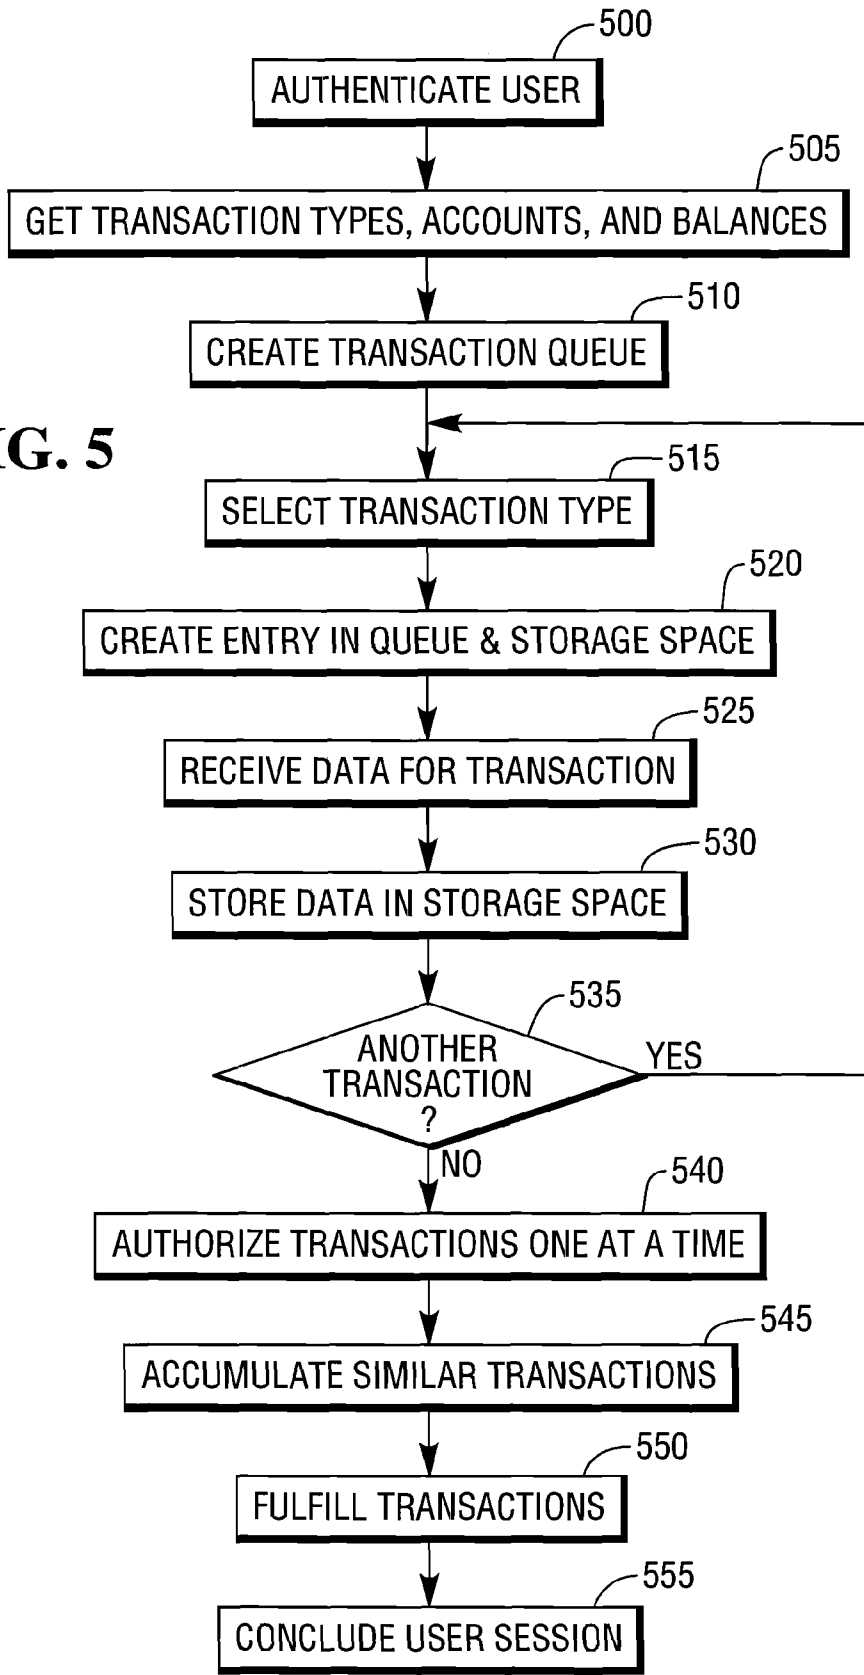 500
AUTHENTICATE USER
505
GET TRANSACTION TYPES, ACCOUNTS, AND BALANCES
510
CREATE TRANSACTION QUEUE
G. 5
515
SELECT TRANSACTION TYPE
520
CREATE ENTRY IN QUEUE & STORAGE SPACE
525
RECEIVE DATA FOR TRANSACTION
530
STORE DATA IN STORAGE SPACE
535
ANOTHER
TRANSACTION
?
YES
NO
540
AUTHORIZE TRANSACTIONS ONE AT A TIME
545
ACCUMULATE SIMILAR TRANSACTIONS
550
FULFILL TRANSACTIONS
555
CONCLUDE USER SESSION